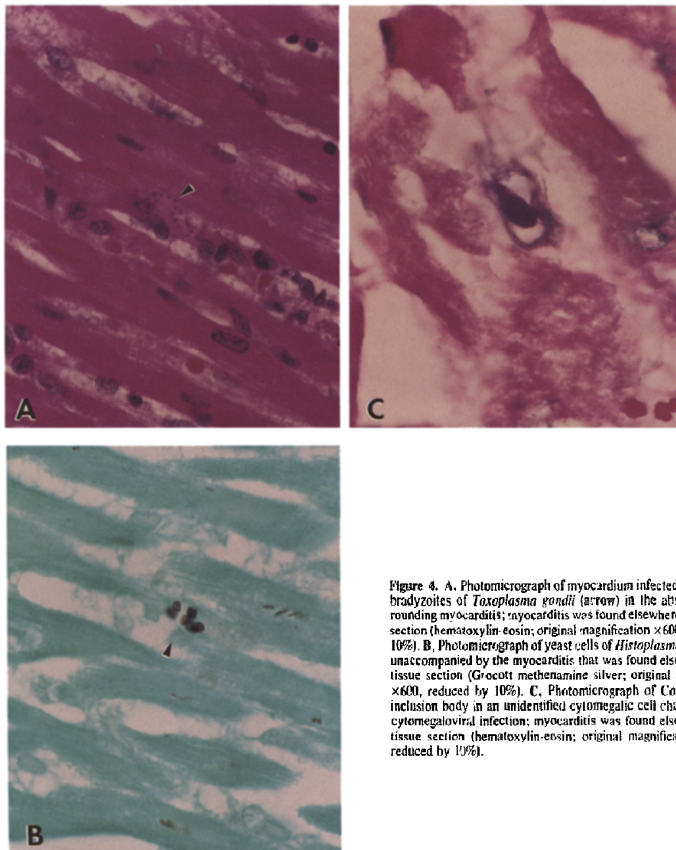 A
C
B
Figure 4. A. Photomicrograph of myocardium infected
bradyzoites of Toxoplasma gondii (arrow) in the abs
rounding myocarditis; myocarditis was found elsewhere
section (hematoxylin-eosin; original magnification ×600
10%). B, Photomicrograph of yeast cells of Histoplasma
unaccompanied by the myocarditis that was found else
tissue section (Grocott methenamine silver; original
×600, reduced by 10%). C, Photomicrograph of Cow
inclusion body in an unidentified cytomegalic cell cha
cytomegaloviral infection; myocarditis was found else
tissue section (hematoxylin-eosin; original magnifica
reduced by 10%).